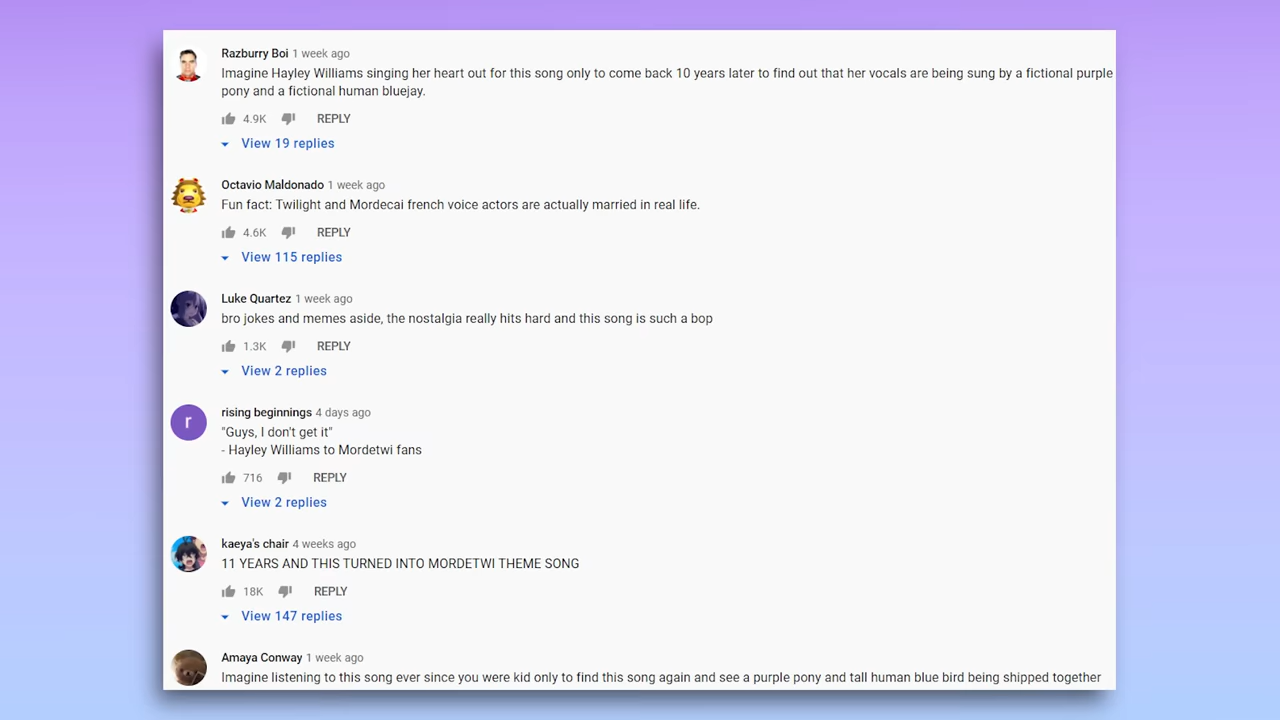 Razburry Boi 1 week ago
Imagine Hayley Williams singing her heart out for this song only to come back 10 years later to find out that her vocals are being sung by a fictional purple
pony and a fictional human bluejay.
4.9K REPLY
View 19 replies
Octavio Maldonado 1 week ago
Fun fact: Twilight and Mordecai french voice actors are actually married in real life.
4.6K REPLY
View 115 replies
Luke Quartez 1 week ago
bro jokes and memes aside, the nostalgia really hits hard and this song is such a bop
1.3K REPLY
View 2 replies
r
rising beginnings 4 days ago
"Guys, I don't get it"
- Hayley Williams to Mordetwi fans
716 REPLY
View 2 replies
kaeya's chair 4 weeks ago
11 YEARS AND THIS TURNED INTO MORDETWI THEME SONG
18K REPLY
View 147 replies
Amaya Conway 1 week ago
Imagine listening to this song ever since you were kid only to find this song again and see a purple pony and tall human blue bird being shipped together